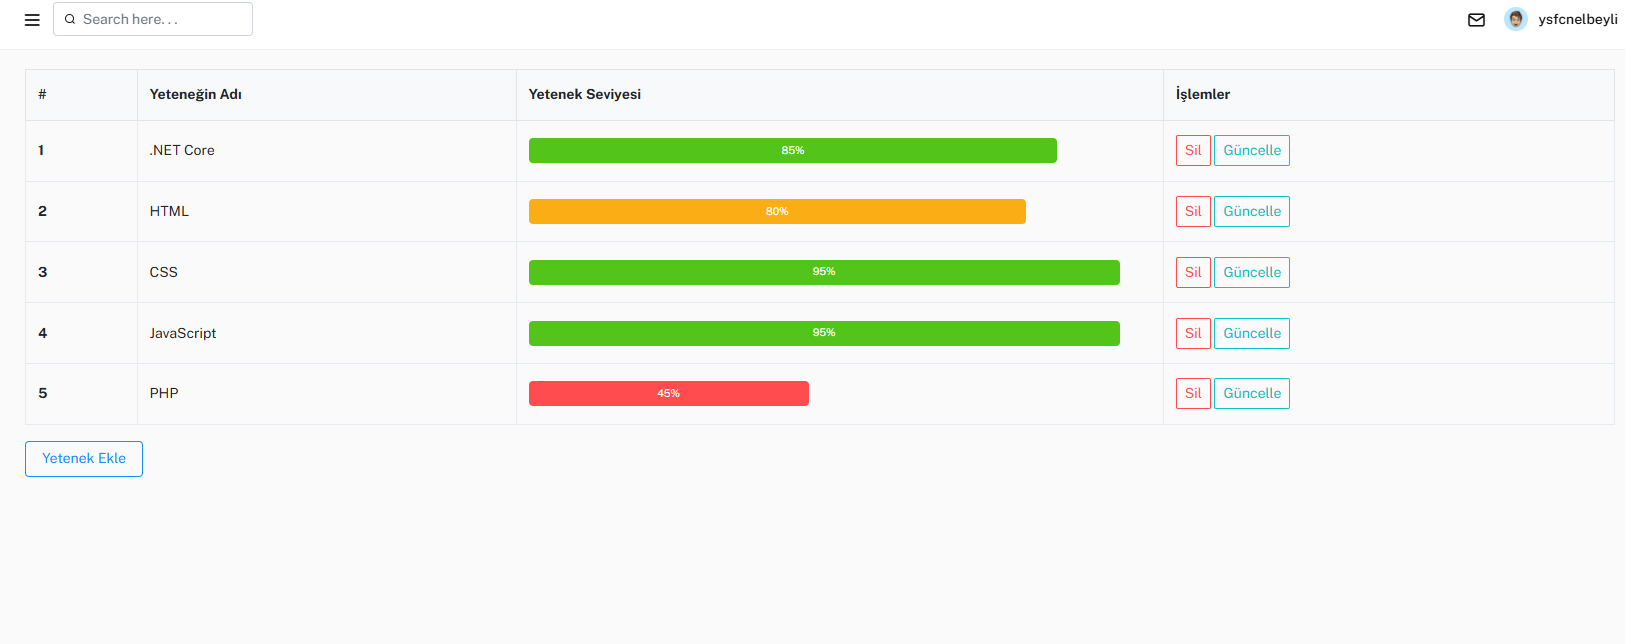 Search here. . .
ysfcnelbeyli
# Yeteneğin Adı Yetenek Seviyesi İşlemler
1 .NET Core 85% Sil Güncelle
2 HTML 80% Sil Güncelle
3 CSS 95% Sil Güncelle
4 JavaScript 95% Sil Güncelle
5 PHP 45% Sil Güncelle
Yetenek Ekle